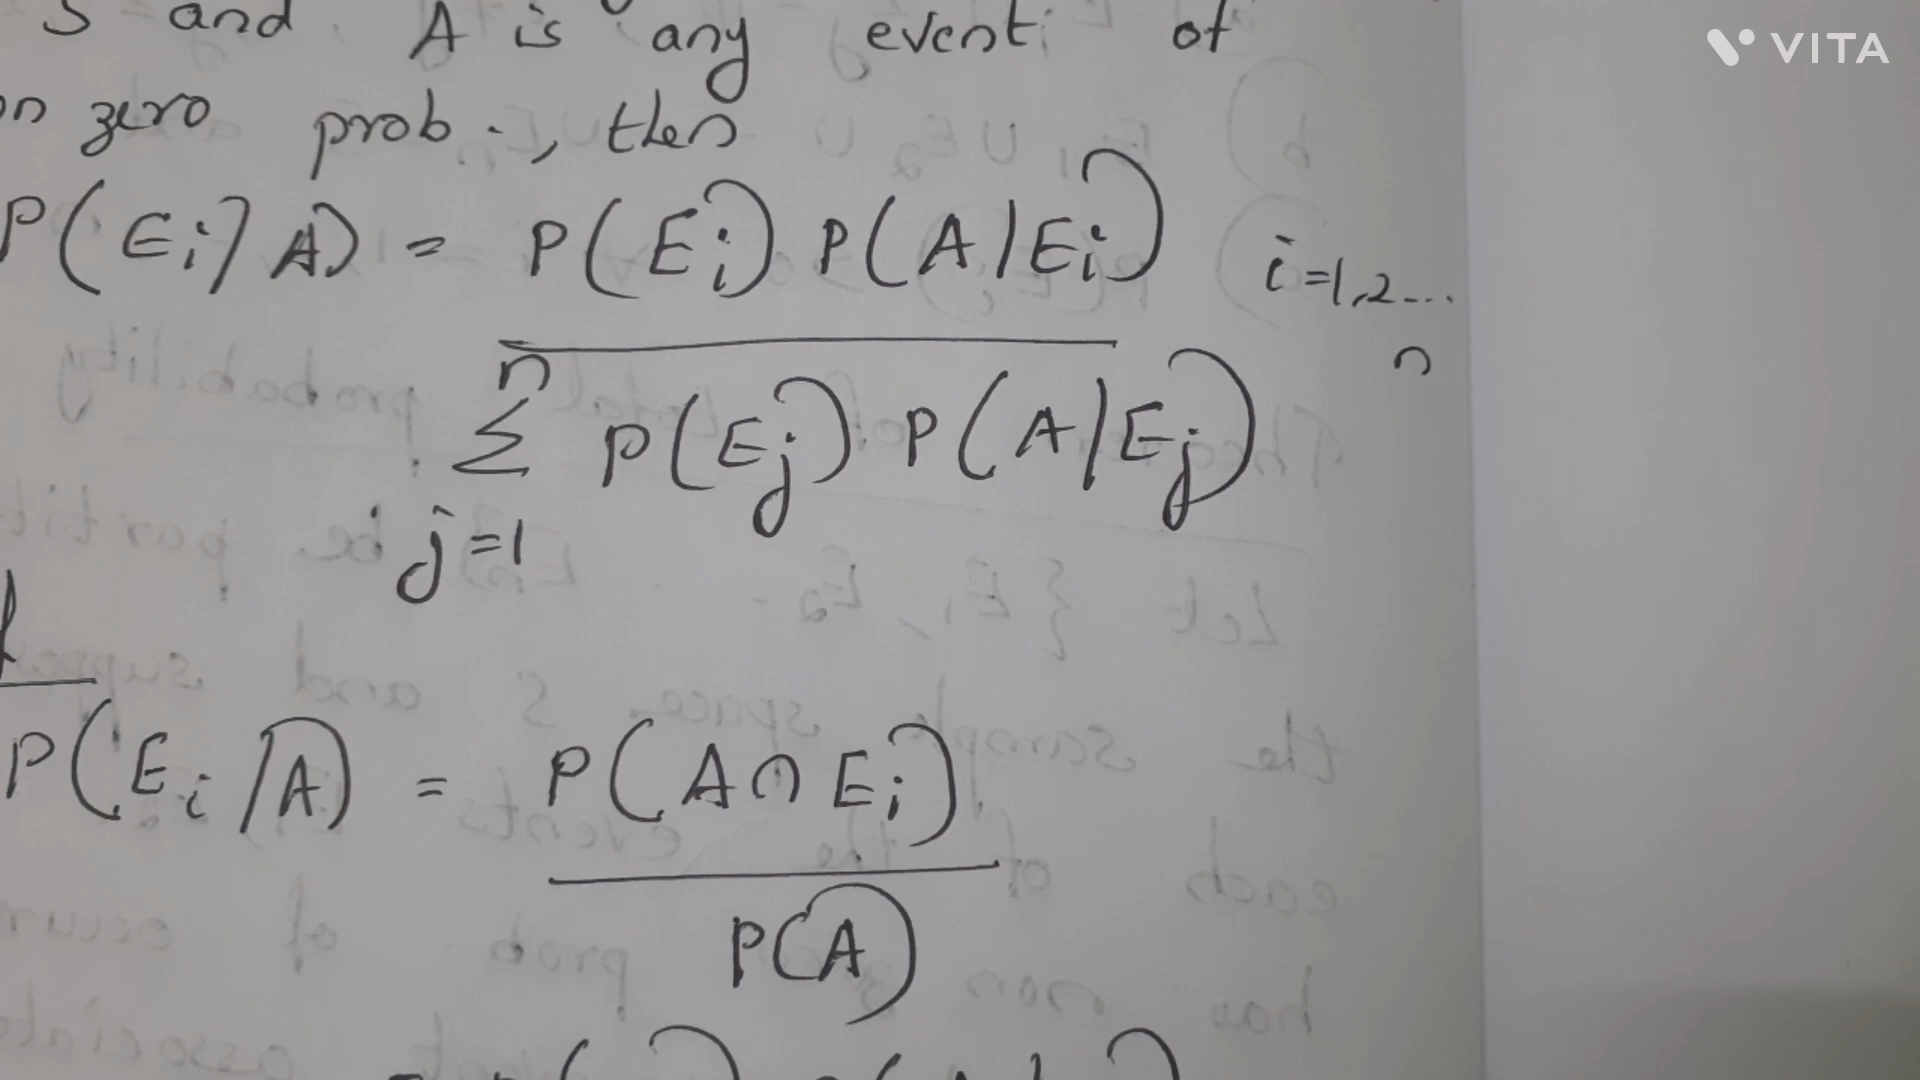 S and A is any event of
VITA
on zero prob., then
P(Ei/A) = P(Ei) P(A/Ei) i=1,2...
n
n
Σ P(Ej) P(A/Ej)
j=1
f
P(Ei/A) = P(A∩Ei)
P(A)